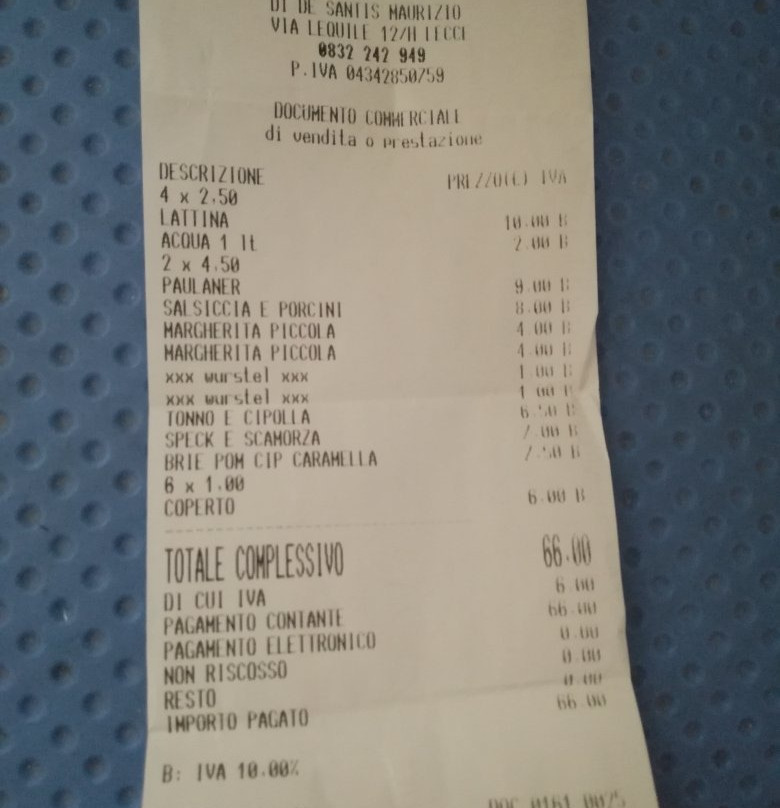 DI DE SANTIS MAURIZIO
VIA LEQUILE 12/H LECCE
0832 242 949
P.IVA 04342850759
DOCUMENTO COMMERCIALE
di vendita o prestazione
DESCRIZIONE PREZZO(€) IVA
4 x 2.50
LATTINA 10.00 B
ACQUA 1 lt 2.00 B
2 x 4.50
PAULANER 9.00 B
SALSICCIA E PORCINI 8.00 B
MARGHERITA PICCOLA 4.00 B
MARGHERITA PICCOLA 4.00 B
xxx wurstel xxx 1.00 B
xxx wurstel xxx 1.00 B
TONNO E CIPOLLA 6.50 B
SPECK E SCAMORZA 7.00 B
BRIE POM CIP CARAMELLA 7.50 B
6 x 1.00
COPERTO 6.00 B
TOTALE COMPLESSIVO 66.00
DI CUI IVA 6.00
PAGAMENTO CONTANTE 66.00
PAGAMENTO ELETTRONICO 0.00
NON RISCOSSO 0.00
RESTO 0.00
IMPORTO PAGATO 66.00
B: IVA 10.00%
DOC.0161